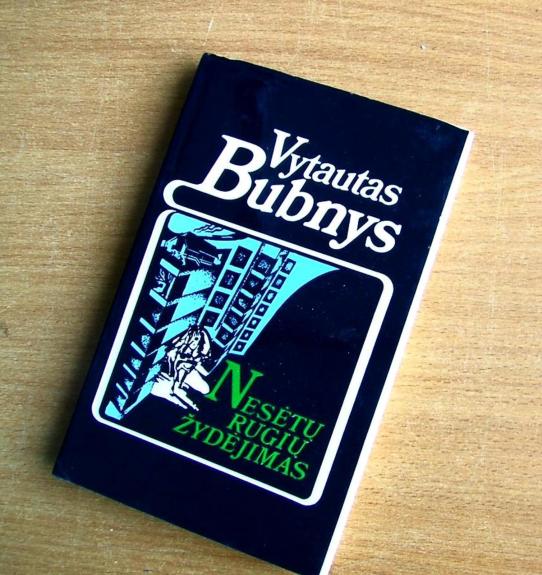 Vytautas
Bubnys
NESĖTŲ
RUGIŲ
ŽYDĖJIMAS